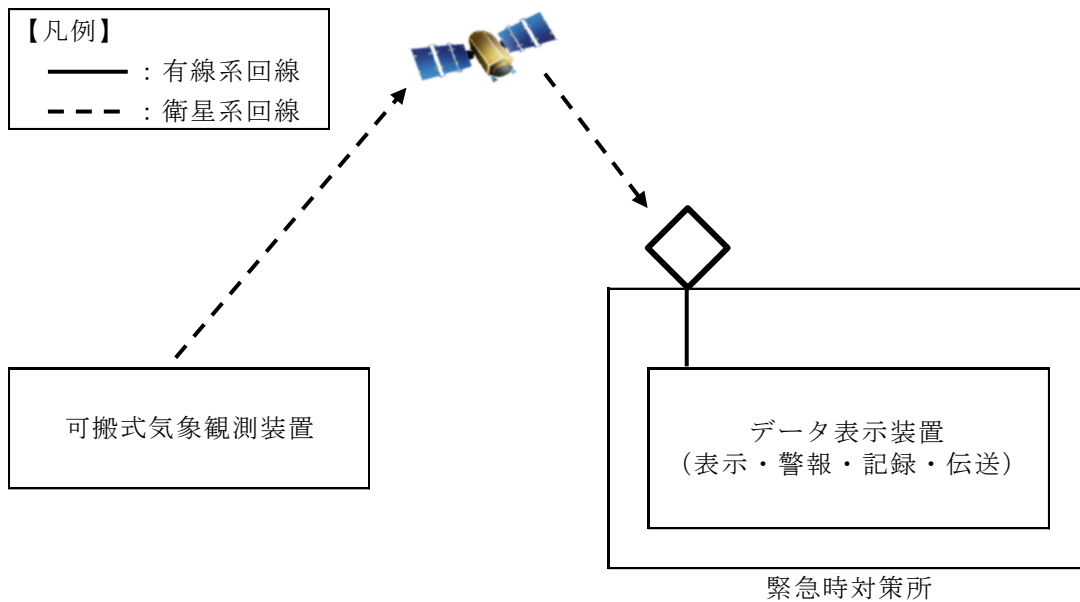 【凡例】
：有線系回線
：衛星系回線
可搬式気象観測装置
データ表示装置
（表示・警報・記録・伝送）
緊急時対策所